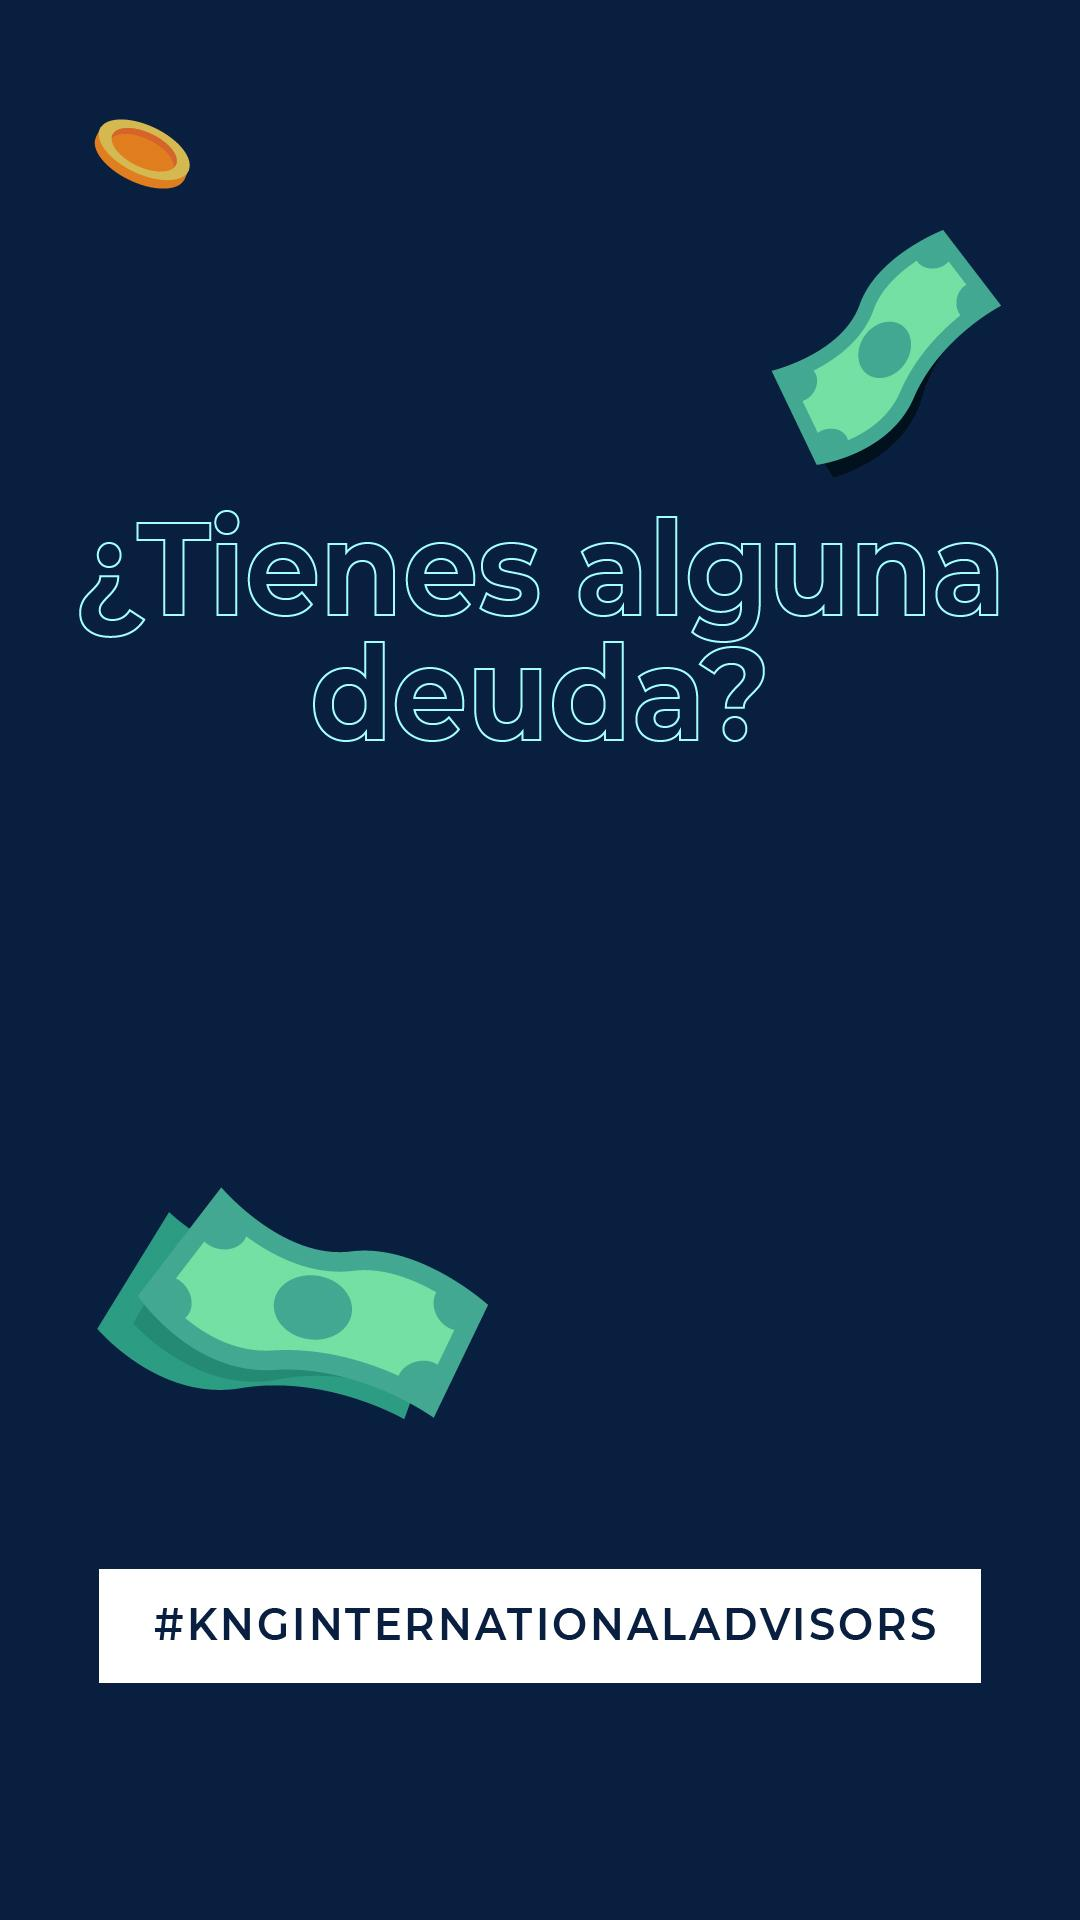 ¿Tienes alguna
deuda?
#KNGINTERNATIONALADVISORS